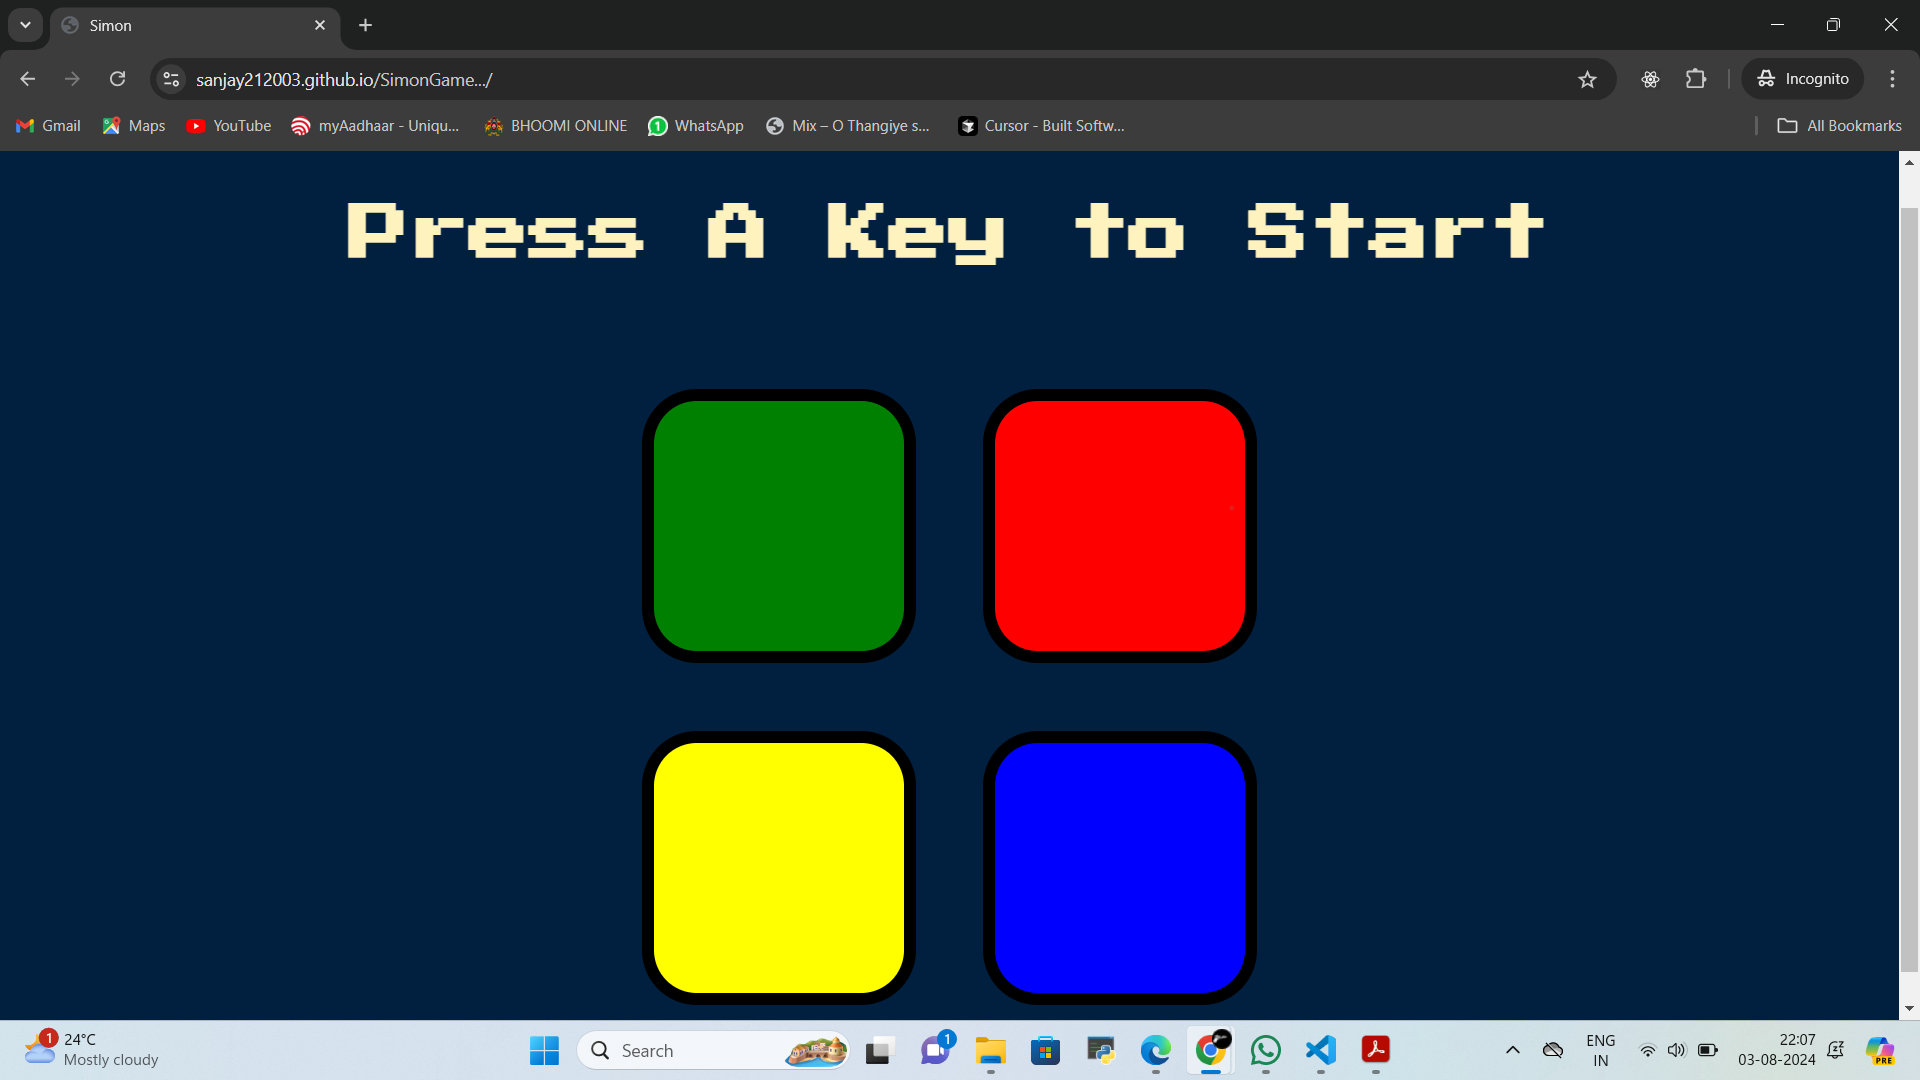 Simon
sanjay212003.github.io/SimonGame.../
Incognito
Gmail
Maps
YouTube
myAadhaar - Uniqu...
BHOOMI ONLINE
1
WhatsApp
Mix – O Thangiye s...
Cursor - Built Softw...
All Bookmarks
Press A Key to Start
1
24°C
Mostly cloudy
Search
1
ENG
IN
22:07
03-08-2024
PRE